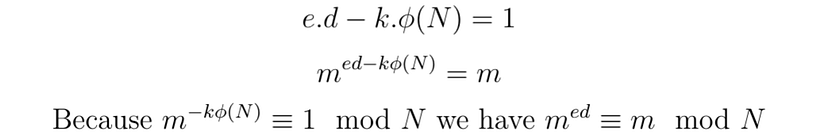 e.d − k.ϕ(N) = 1
m^{ed−kϕ(N)} = m
Because m^{−kϕ(N)} ≡ 1 mod N we have m^{ed} ≡ m mod N